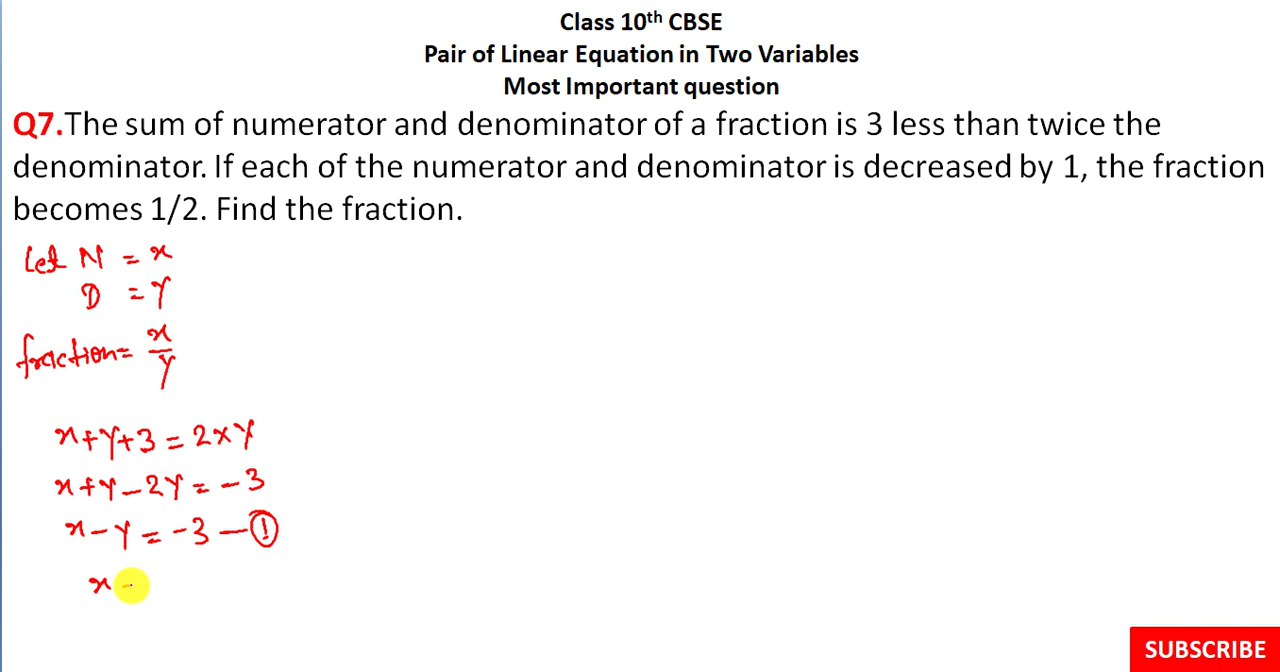 Class 10th CBSE
Pair of Linear Equation in Two Variables
Most Important question
Q7.The sum of numerator and denominator of a fraction is 3 less than twice the
denominator. If each of the numerator and denominator is decreased by 1, the fraction
becomes 1/2. Find the fraction.
Let N = x
D = Y
fraction = x/Y
x+Y+3 = 2×Y
x+Y-2Y = -3
x-Y = -3 -①
x -
SUBSCRIBE